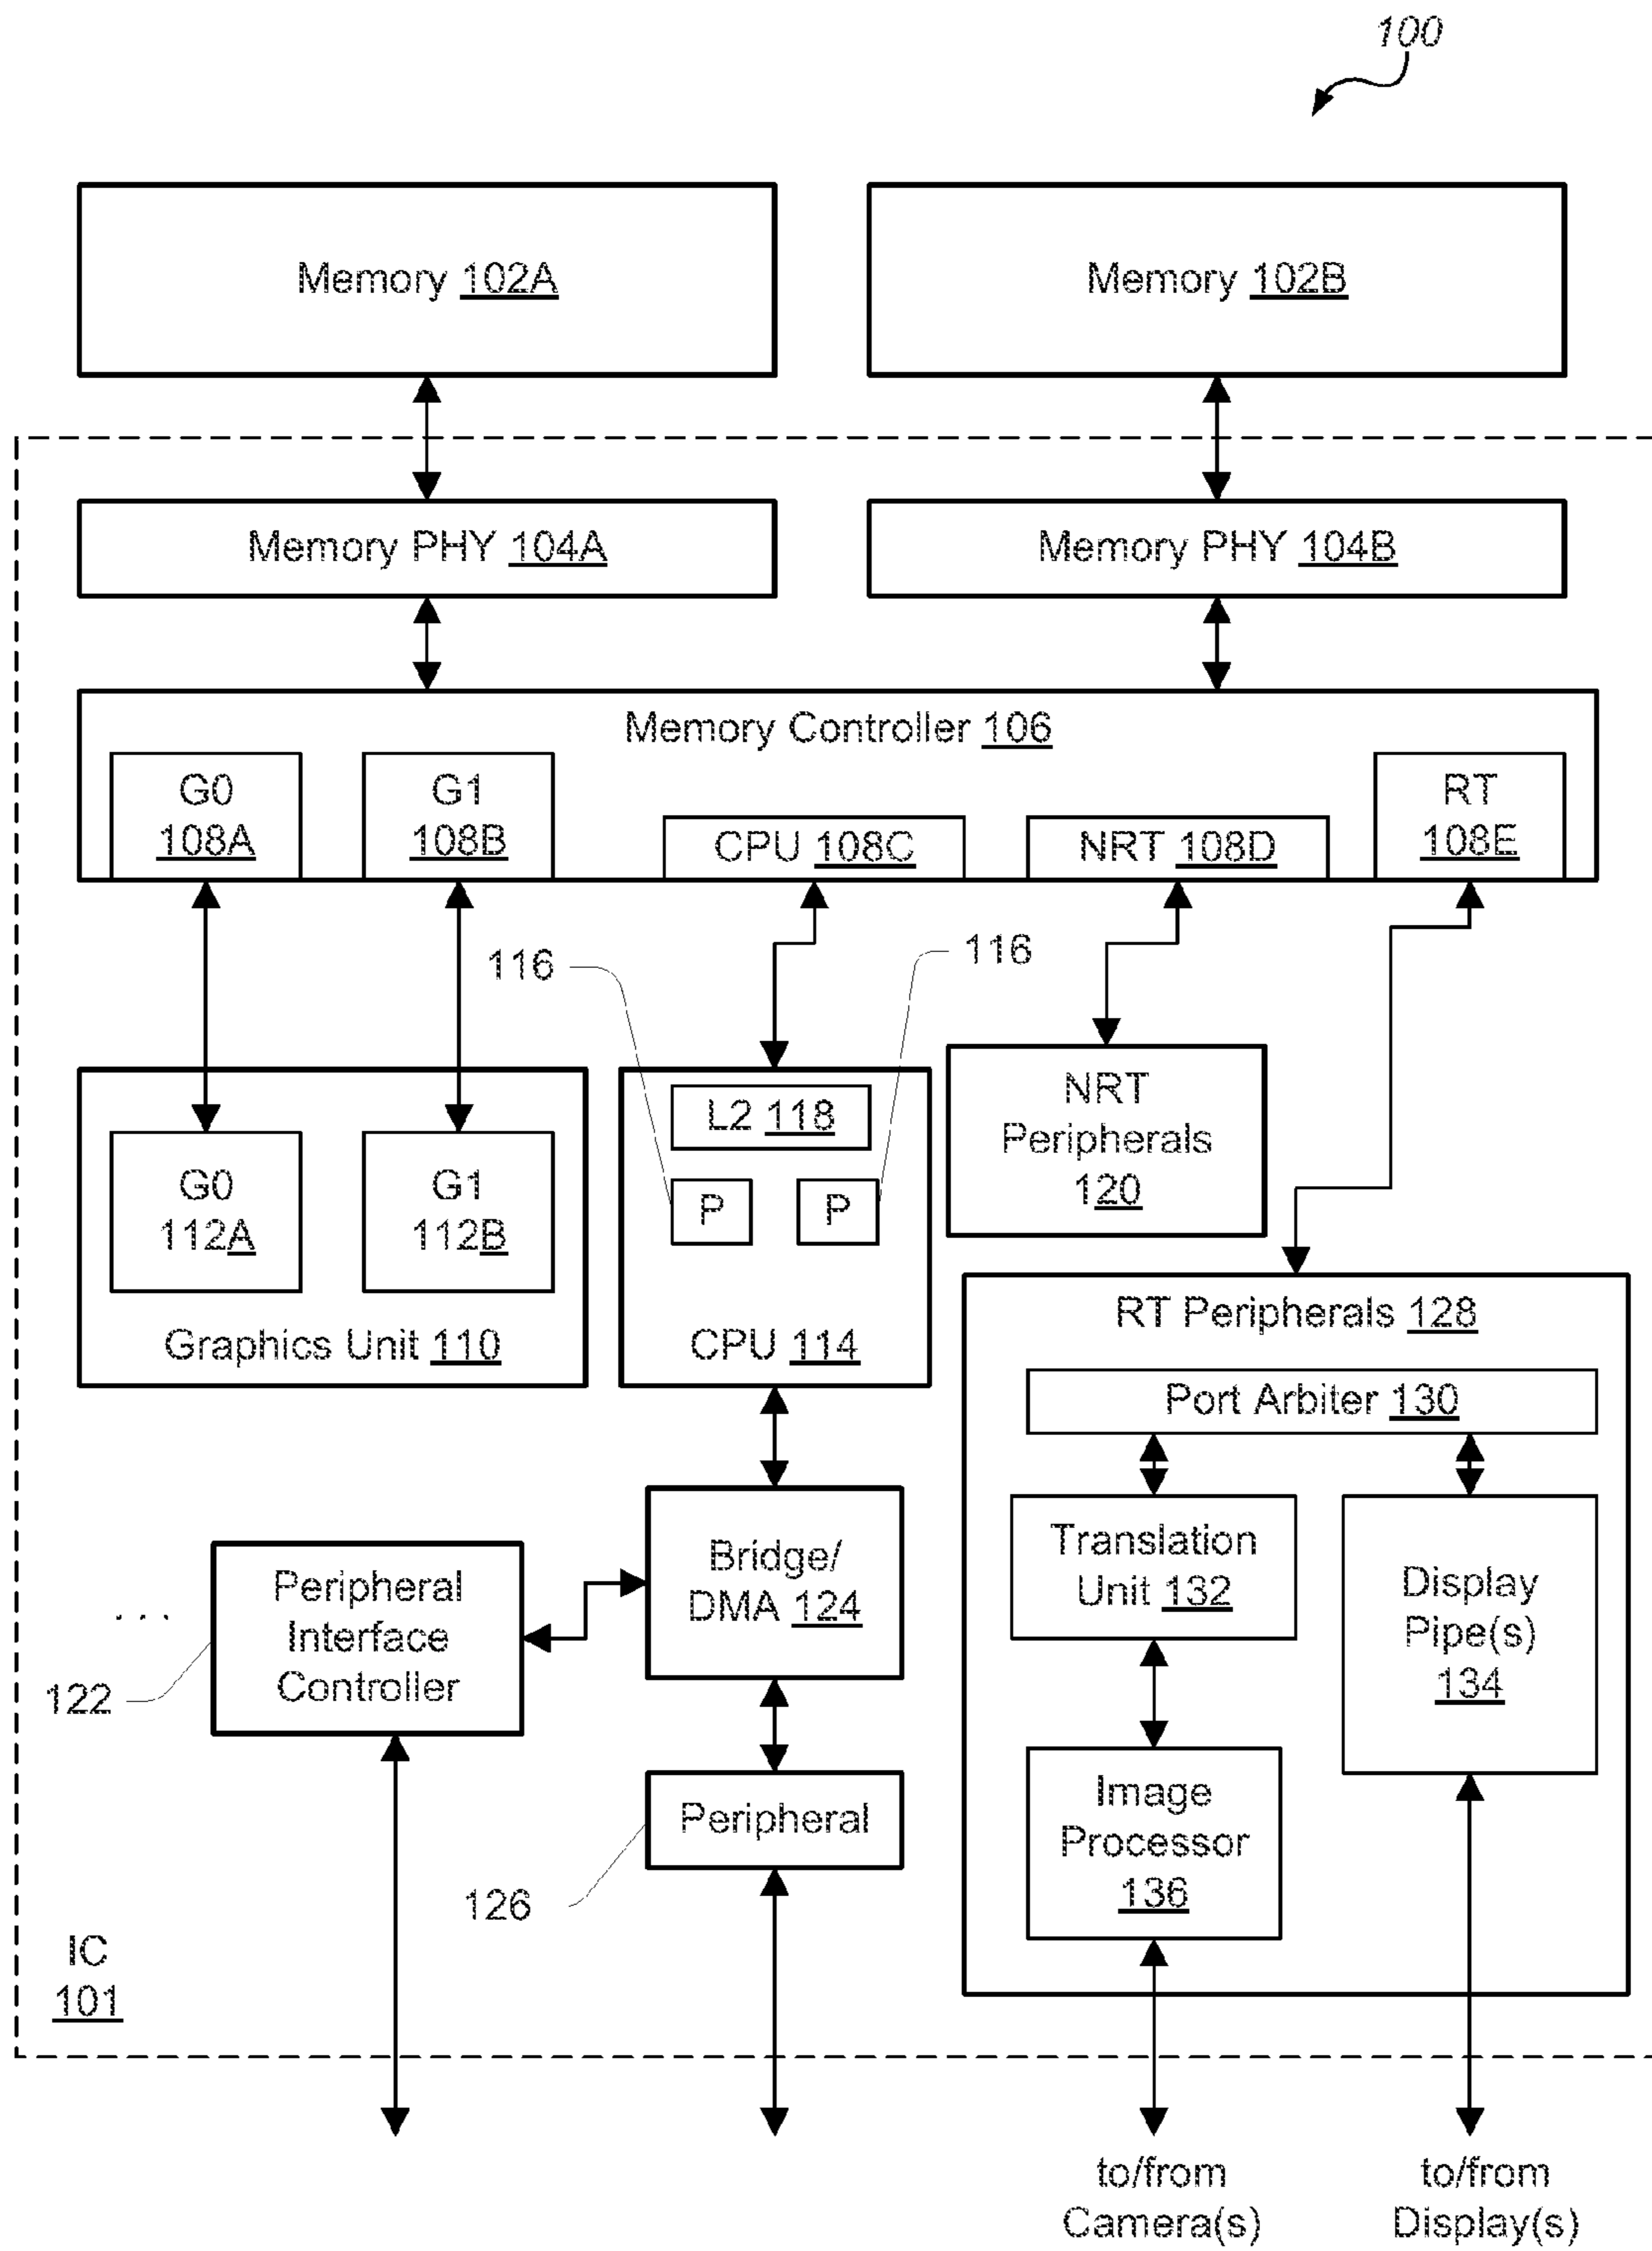 100
Memory 102A
Memory 102B
Memory PHY 104A
Memory PHY 104B
Memory Controller 106
G0
108A
G1
108B
CPU 108C
NRT 108D
RT
108E
116
116
G0
112A
G1
112B
Graphics Unit 110
L2 118
P
P
CPU 114
NRT
Peripherals
120
RT Peripherals 128
Port Arbiter 130
Translation
Unit 132
Display
Pipe(s)
134
Image
Processor
136
Bridge/
DMA 124
Peripheral
Interface
Controller
. . .
122
Peripheral
126
IC
101
to/from
Camera(s)
to/from
Display(s)